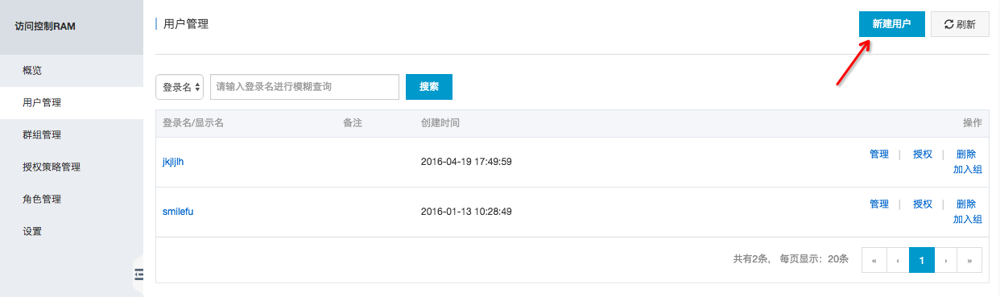 访问控制RAM
概览
用户管理
群组管理
授权策略管理
角色管理
设置
用户管理
新建用户
刷新
登录名
请输入登录名进行模糊查询
搜索
登录名/显示名 备注 创建时间 操作
jkjljlh 2016-04-19 17:49:59 管理 | 授权 | 删除
加入组
smilefu 2016-01-13 10:28:49 管理 | 授权 | 删除
加入组
共有2条， 每页显示：20条 « ‹ 1 › »